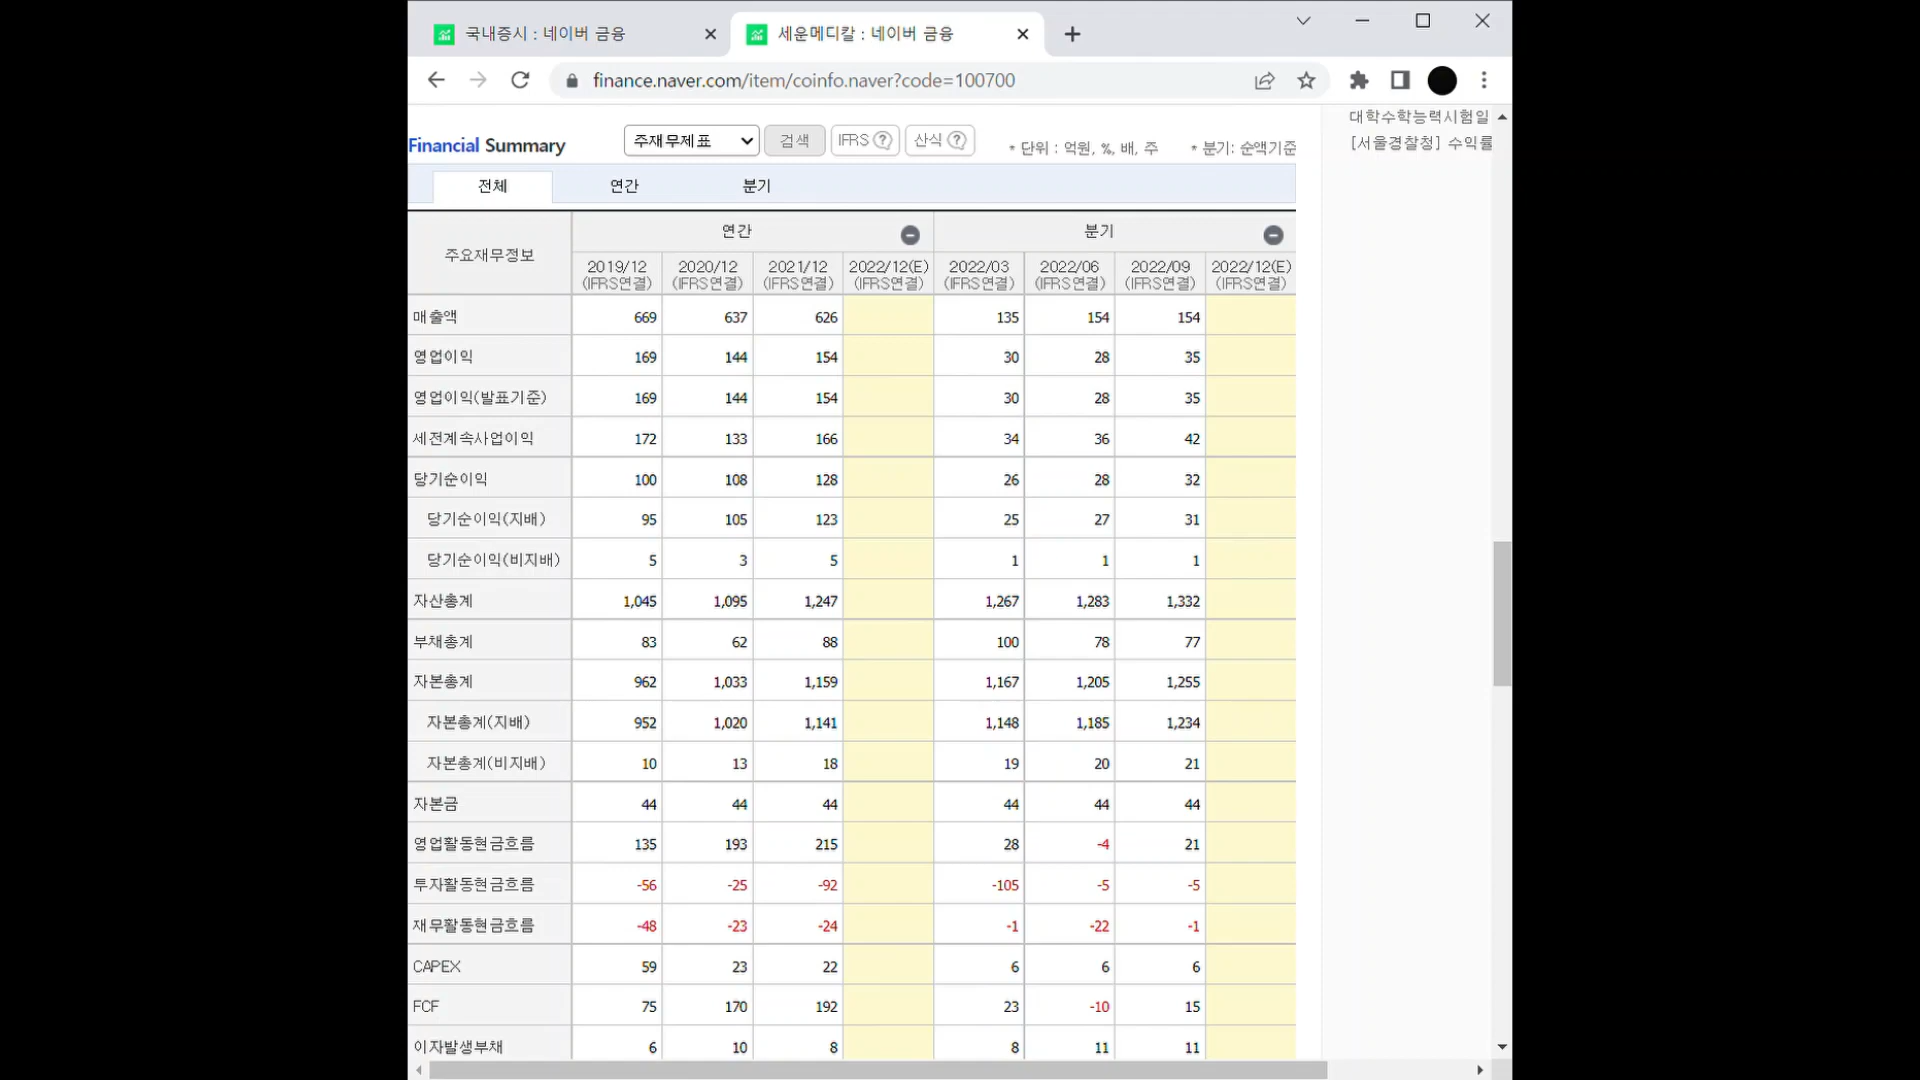 국내증시 : 네이버 금융
세운메디칼 : 네이버 금융
finance.naver.com/item/coinfo.naver?code=100700
대학수학능력시험일
[서울경찰청] 수익률
Financial Summary
주재무제표
검색
IFRS ?
산식 ?
* 단위 : 억원, %, 배, 주 * 분기: 순액기준
전체 연간 분기
주요재무정보 연간 분기
2019/12 2020/12 2021/12 2022/12(E) 2022/03 2022/06 2022/09 2022/12(E)
(IFRS연결) (IFRS연결) (IFRS연결) (IFRS연결) (IFRS연결) (IFRS연결) (IFRS연결) (IFRS연결)
매출액 669 637 626 135 154 154
영업이익 169 144 154 30 28 35
영업이익(발표기준) 169 144 154 30 28 35
세전계속사업이익 172 133 166 34 36 42
당기순이익 100 108 128 26 28 32
당기순이익(지배) 95 105 123 25 27 31
당기순이익(비지배) 5 3 5 1 1 1
자산총계 1,045 1,095 1,247 1,267 1,283 1,332
부채총계 83 62 88 100 78 77
자본총계 962 1,033 1,159 1,167 1,205 1,255
자본총계(지배) 952 1,020 1,141 1,148 1,185 1,234
자본총계(비지배) 10 13 18 19 20 21
자본금 44 44 44 44 44 44
영업활동현금흐름 135 193 215 28 -4 21
투자활동현금흐름 -56 -25 -92 -105 -5 -5
재무활동현금흐름 -48 -23 -24 -1 -22 -1
CAPEX 59 23 22 6 6 6
FCF 75 170 192 23 -10 15
이자발생부채 6 10 8 8 11 11